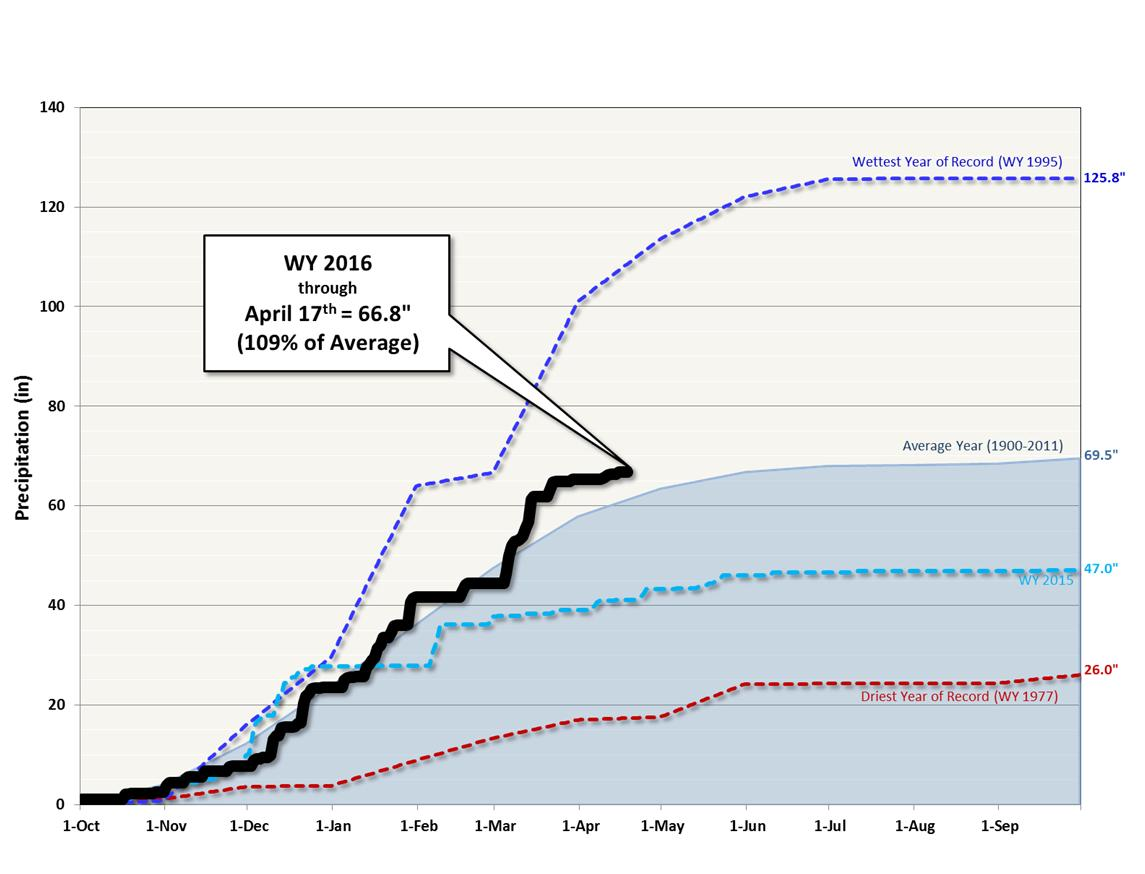 140
Wettest Year of Record (WY 1995)
125.8"
120
WY 2016
through
April 17th = 66.8"
(109% of Average)
100
80
Precipitation (in)
Average Year (1900-2011)
69.5"
60
47.0"
WY 2015
40
26.0"
Driest Year of Record (WY 1977)
20
0
1-Oct 1-Nov 1-Dec 1-Jan 1-Feb 1-Mar 1-Apr 1-May 1-Jun 1-Jul 1-Aug 1-Sep